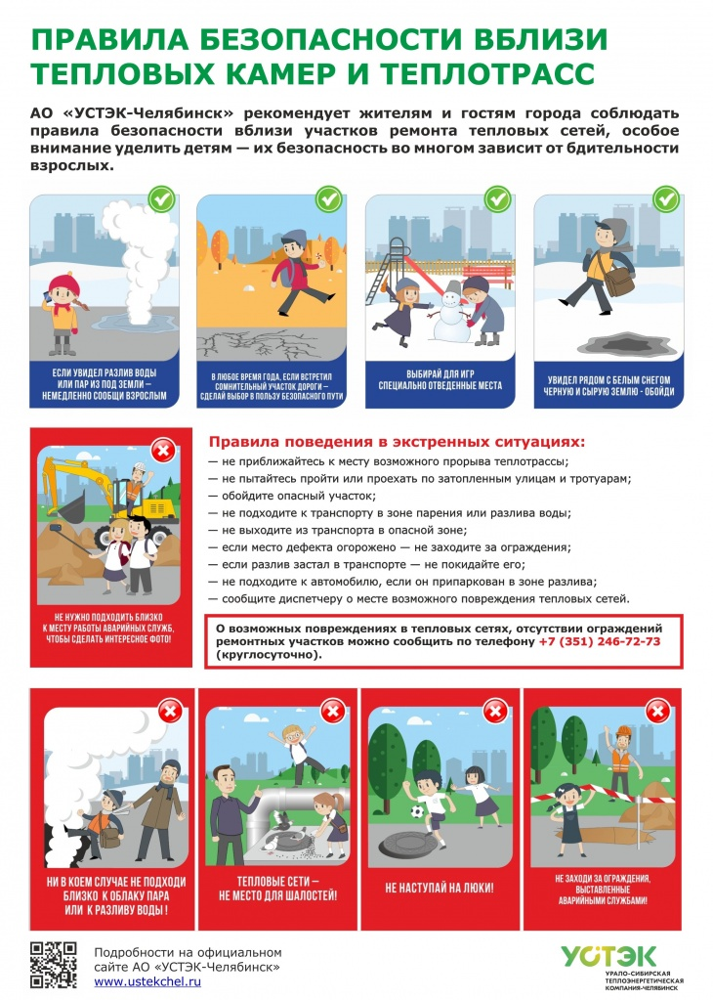 ПРАВИЛА БЕЗОПАСНОСТИ ВБЛИЗИ
ТЕПЛОВЫХ КАМЕР И ТЕПЛОТРАСС
АО «УСТЭК-Челябинск» рекомендует жителям и гостям города соблюдать
правила безопасности вблизи участков ремонта тепловых сетей, особое
внимание уделить детям — их безопасность во многом зависит от бдительности
взрослых.
ЕСЛИ УВИДЕЛ РАЗЛИВ ВОДЫ
ИЛИ ПАР ИЗ ПОД ЗЕМЛИ –
НЕМЕДЛЕННО СООБЩИ ВЗРОСЛЫМ
В ЛЮБОЕ ВРЕМЯ ГОДА, ЕСЛИ ВСТРЕТИЛ
СОМНИТЕЛЬНЫЙ УЧАСТОК ДОРОГИ –
СДЕЛАЙ ВЫБОР В ПОЛЬЗУ БЕЗОПАСНОГО ПУТИ
ВЫБИРАЙ ДЛЯ ИГР
СПЕЦИАЛЬНО ОТВЕДЕННЫЕ МЕСТА
УВИДЕЛ РЯДОМ С БЕЛЫМ СНЕГОМ
ЧЕРНУЮ И СЫРУЮ ЗЕМЛЮ - ОБОЙДИ
НЕ НУЖНО ПОДХОДИТЬ БЛИЗКО
К МЕСТУ РАБОТЫ АВАРИЙНЫХ СЛУЖБ,
ЧТОБЫ СДЕЛАТЬ ИНТЕРЕСНОЕ ФОТО!
Правила поведения в экстренных ситуациях:
— не приближайтесь к месту возможного прорыва теплотрассы;
— не пытайтесь пройти или проехать по затопленным улицам и тротуарам;
— обойдите опасный участок;
— не подходите к транспорту в зоне парения или разлива воды;
— не выходите из транспорта в опасной зоне;
— если место дефекта огорожено — не заходите за ограждения;
— если разлив застал в транспорте — не покидайте его;
— не подходите к автомобилю, если он припаркован в зоне разлива;
— сообщите диспетчеру о месте возможного повреждения тепловых сетей.
О возможных повреждениях в тепловых сетях, отсутствии ограждений
ремонтных участков можно сообщить по телефону +7 (351) 246-72-73
(круглосуточно).
НИ В КОЕМ СЛУЧАЕ НЕ ПОДХОДИ
БЛИЗКО К ОБЛАКУ ПАРА
ИЛИ К РАЗЛИВУ ВОДЫ !
ТЕПЛОВЫЕ СЕТИ –
НЕ МЕСТО ДЛЯ ШАЛОСТЕЙ!
НЕ НАСТУПАЙ НА ЛЮКИ!
НЕ ЗАХОДИ ЗА ОГРАЖДЕНИЯ,
ВЫСТАВЛЕННЫЕ
АВАРИЙНЫМИ СЛУЖБАМИ!
Подробности на официальном
сайте АО «УСТЭК-Челябинск»
www.ustekchel.ru
УСТЭК
УРАЛО-СИБИРСКАЯ
ТЕПЛОЭНЕРГЕТИЧЕСКАЯ
КОМПАНИЯ-ЧЕЛЯБИНСК